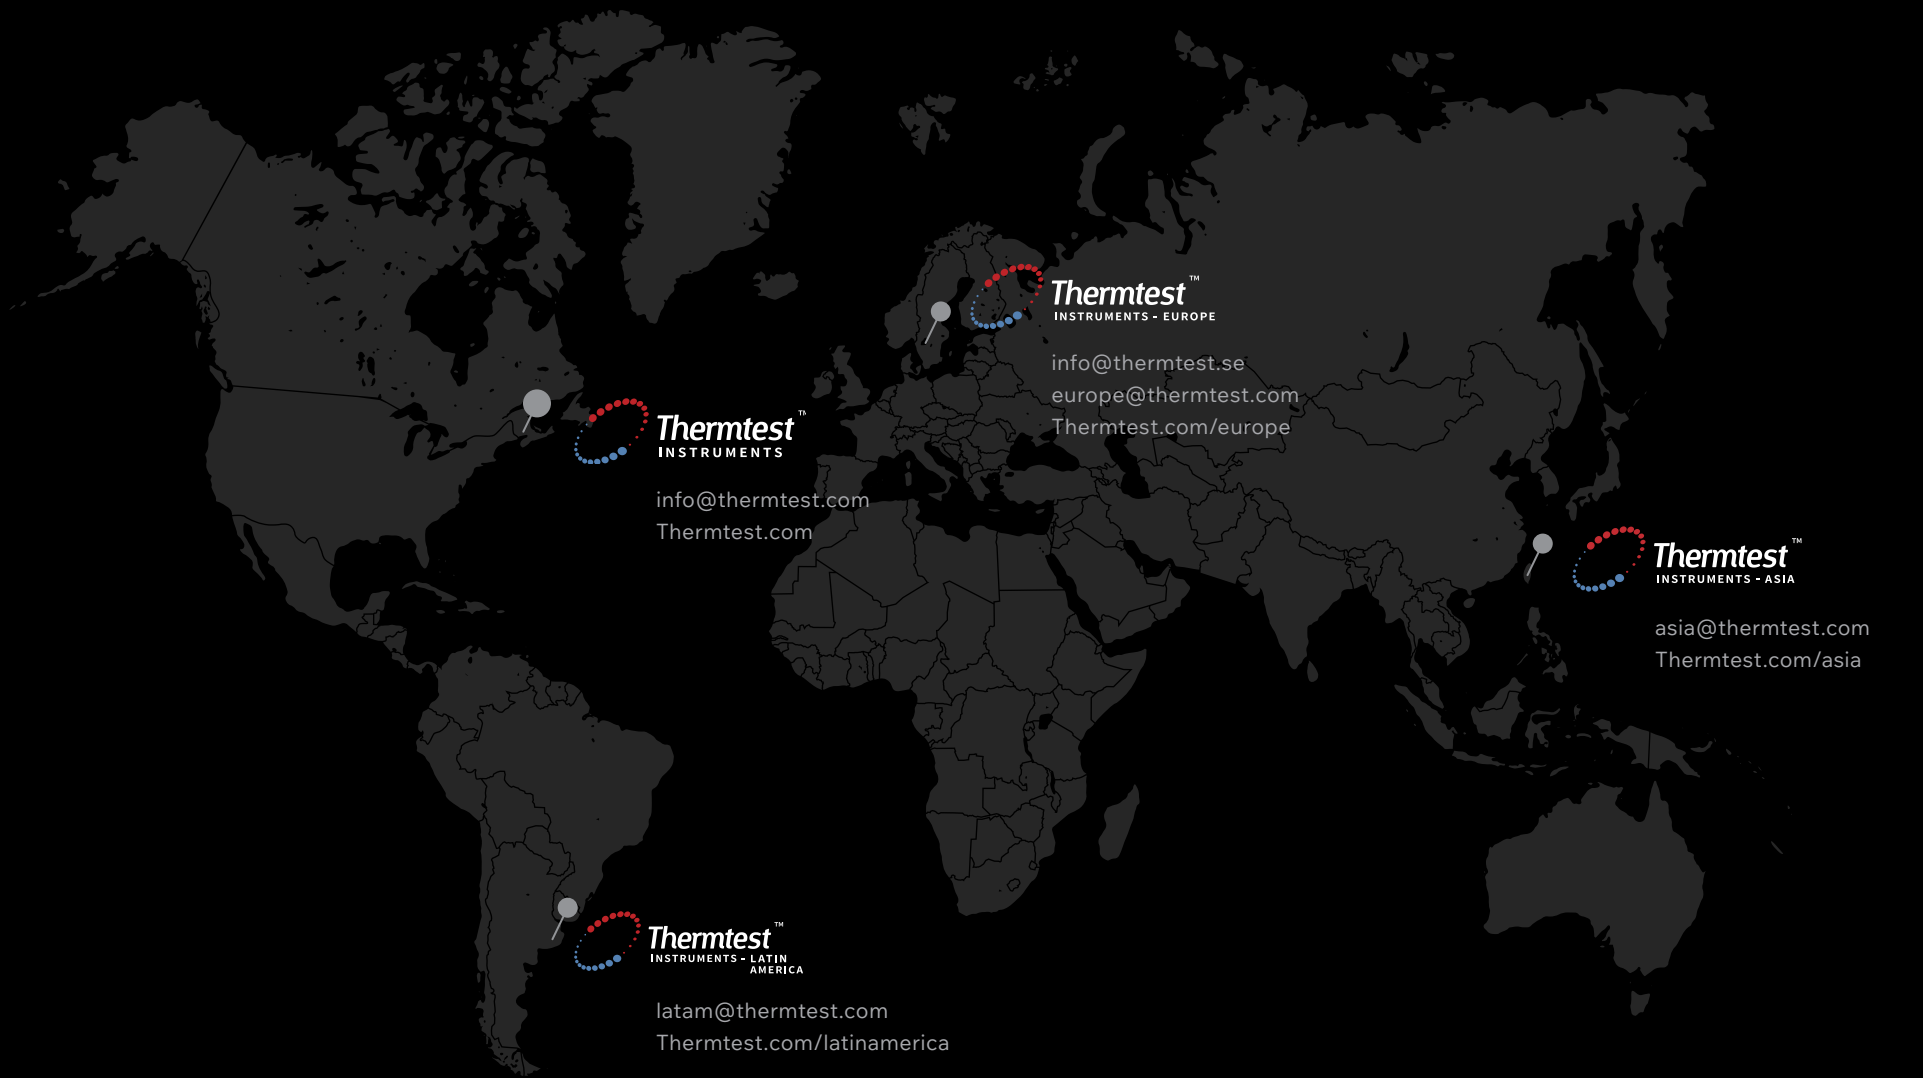 Thermtest™
INSTRUMENTS - EUROPE
info@thermtest.se
europe@thermtest.com
Thermtest.com/europe
Thermtest™
INSTRUMENTS
info@thermtest.com
Thermtest.com
Thermtest™
INSTRUMENTS - ASIA
asia@thermtest.com
Thermtest.com/asia
Thermtest™
INSTRUMENTS - LATIN
AMERICA
latam@thermtest.com
Thermtest.com/latinamerica